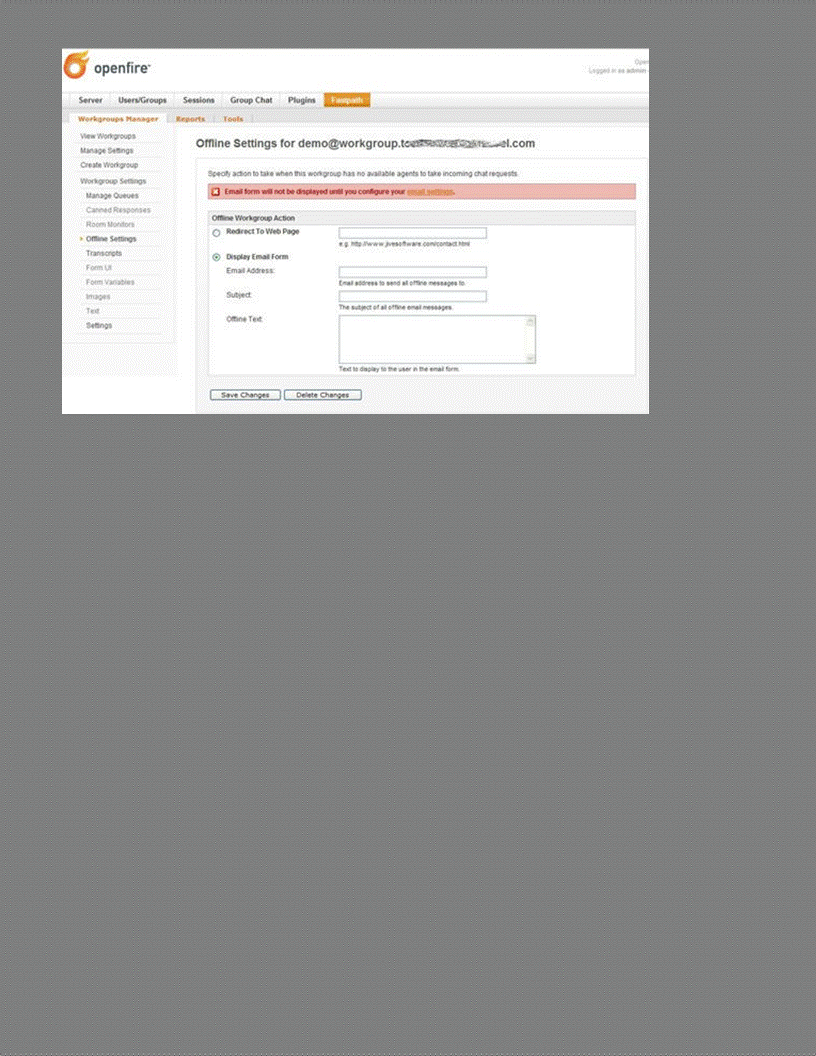 openfire™
Logged in as admin
Server Users/Groups Sessions Group Chat Plugins Fastpath
Workgroups Manager Reports Tools
View Workgroups
Manage Settings
Create Workgroup
Workgroup Settings
Manage Queues
Canned Responses
Room Monitors
Offline Settings
Transcripts
Form UI
Form Variables
Images
Text
Settings
Offline Settings for demo@workgroup.
Specify action to take when this workgroup has no available agents to take incoming chat requests.
Email form will not be displayed until you configure your email settings.
Offline Workgroup Action
Redirect To Web Page
e.g. http://www.jivesoftware.com/contact.html
Display Email Form
Email Address:
Email address to send all offline messages to.
Subject:
The subject of all offline email messages.
Offline Text:
Text to display to the user in the email form.
Save Changes Delete Changes